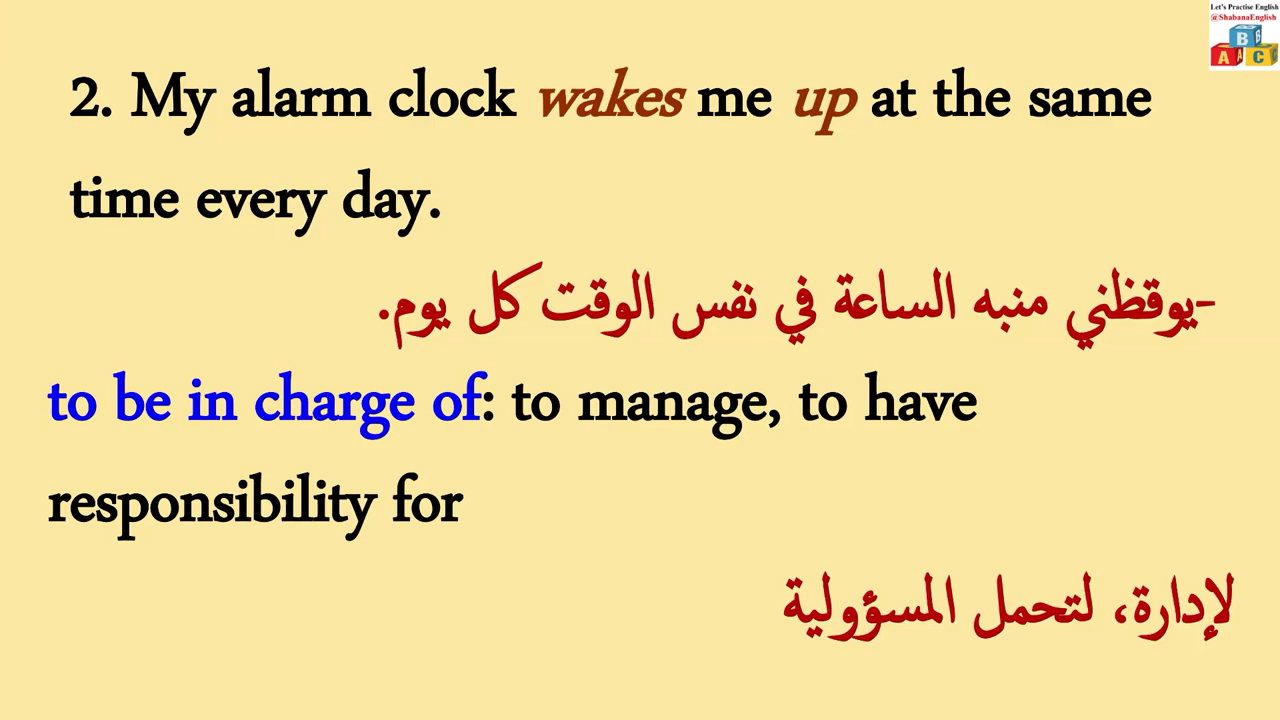 Let's Practise English
@ShabanaEnglish
2. My alarm clock wakes me up at the same
time every day.
-يوقظني منبه الساعة في نفس الوقت كل يوم.
to be in charge of: to manage, to have
responsibility for
لإدارة، لتحمل المسؤولية